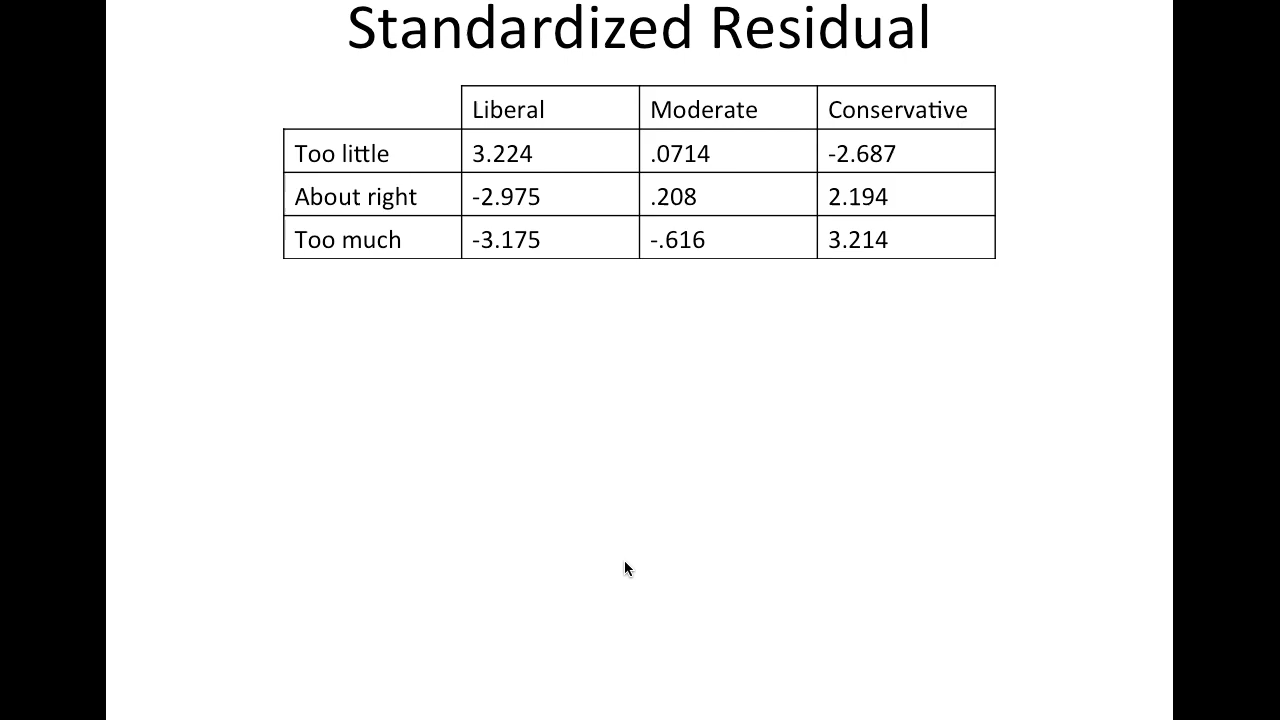 Standardized Residual
Liberal Moderate Conservative
Too little 3.224 .0714 -2.687
About right -2.975 .208 2.194
Too much -3.175 -.616 3.214